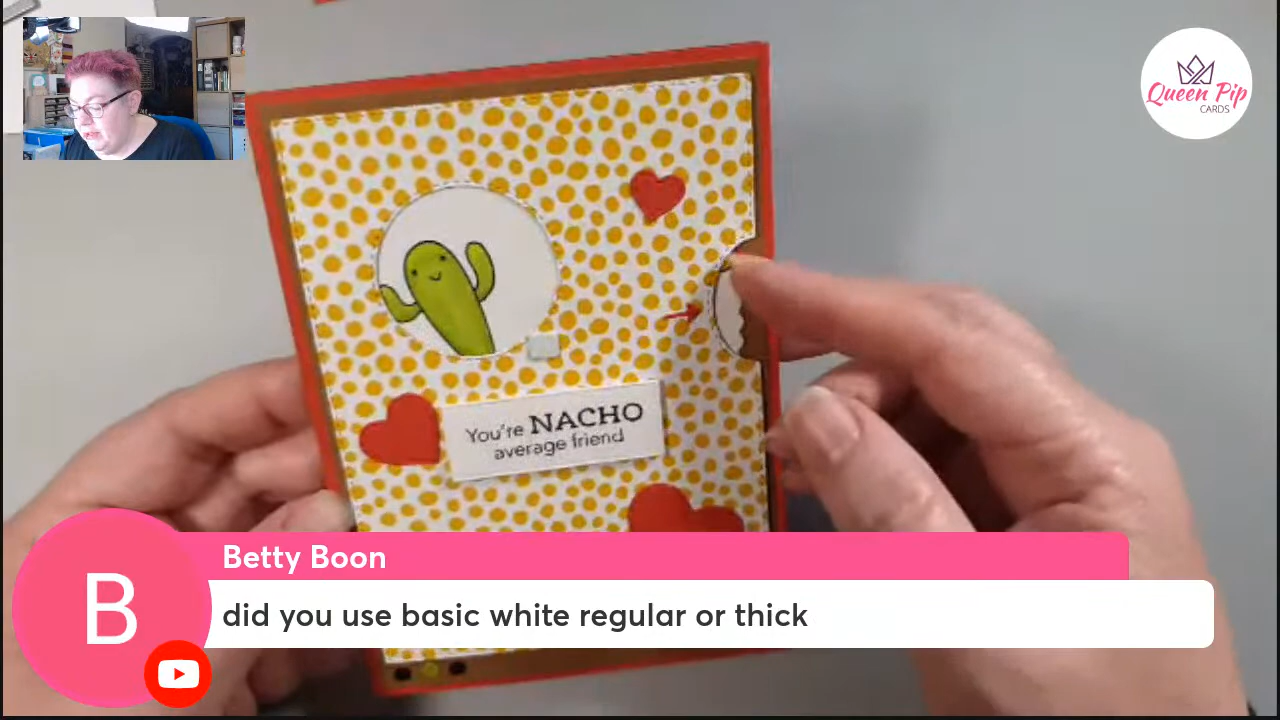 Queen Pip
CARDS
You're NACHO
average friend
B
Betty Boon
did you use basic white regular or thick